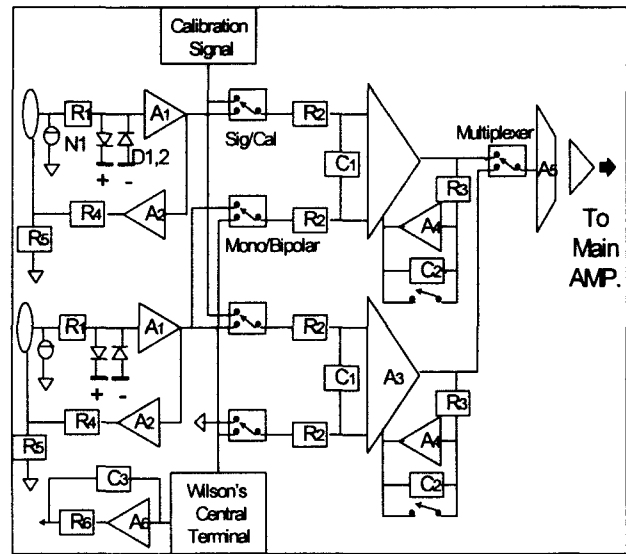 Calibration
Signal
R1
A1
R2
N1
D1,2
Sig/Cal
C1
Multiplexer
A5
+ -
R3
R4
A2
R2
A4
To
Main
AMP.
R5
Mono/Bipolar
C2
R1
A1
R2
C1
A3
+ -
R3
R4
A2
R2
A4
R5
C2
C3
Wilson's
Central
Terminal
R6